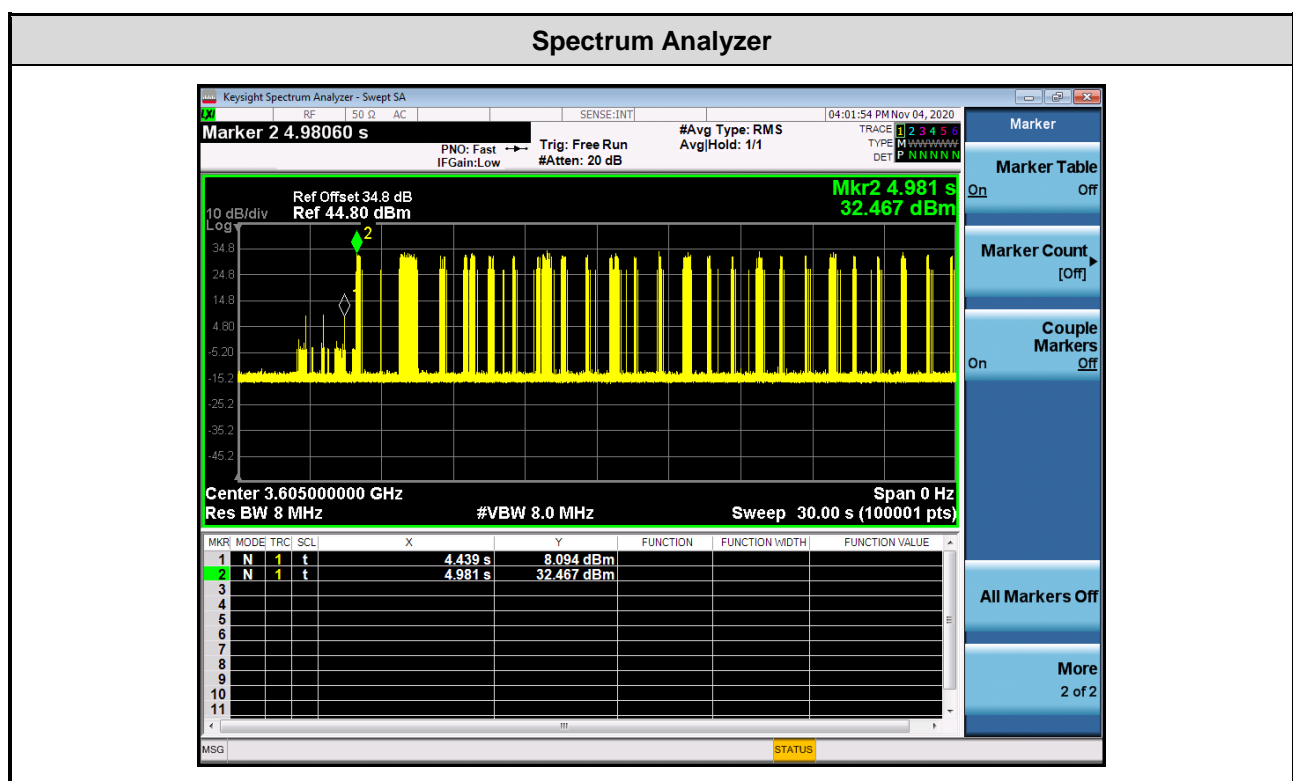 Spectrum Analyzer
Keysight Spectrum Analyzer - Swept SA
LXI RF 50 Ω AC SENSE:INT 04:01:54 PM Nov 04, 2020
Marker 2 4.98060 s
PNO: Fast
IFGain:Low
Trig: Free Run
#Atten: 20 dB
#Avg Type: RMS
Avg|Hold: 1/1
TRACE 1 2 3 4 5 6
TYPE M WWWWW
DET P N N N N N
Ref Offset 34.8 dB
10 dB/div Ref 44.80 dBm
Log
Mkr2 4.981 s
32.467 dBm
2
34.8
24.8
14.8
4.80
-5.20
-15.2
-25.2
-35.2
-45.2
Center 3.605000000 GHz Span 0 Hz
Res BW 8 MHz #VBW 8.0 MHz Sweep 30.00 s (100001 pts)
MKR MODE TRC SCL X Y FUNCTION FUNCTION WIDTH FUNCTION VALUE
1 N 1 t 4.439 s 8.094 dBm
2 N 1 t 4.981 s 32.467 dBm
3
4
5
6
7
8
9
10
11
MSG STATUS
Marker
Marker Table
On Off
Marker Count
[Off]
Couple
Markers
On Off
All Markers Off
More
2 of 2